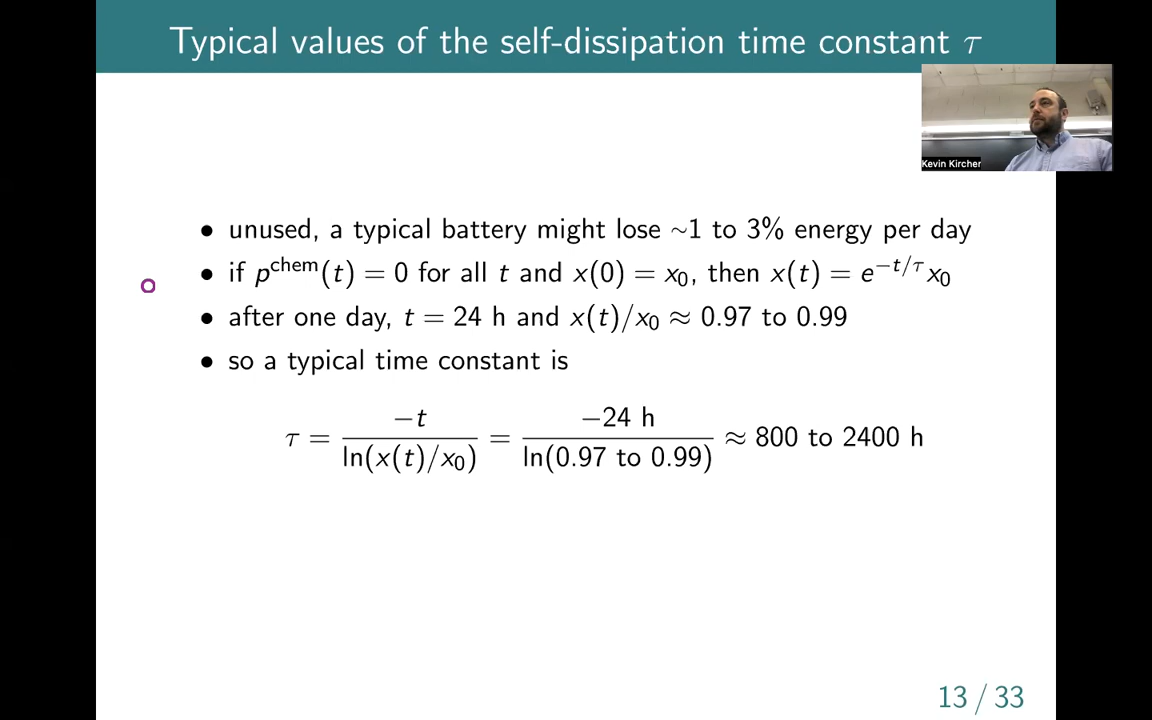 Typical values of the self-dissipation time constant τ
Kevin Kircher
• unused, a typical battery might lose ~1 to 3% energy per day
• if p^chem(t) = 0 for all t and x(0) = x₀, then x(t) = e^{−t/τ}x₀
• after one day, t = 24 h and x(t)/x₀ ≈ 0.97 to 0.99
• so a typical time constant is
τ = −t / ln(x(t)/x₀) = −24 h / ln(0.97 to 0.99) ≈ 800 to 2400 h
13 / 33